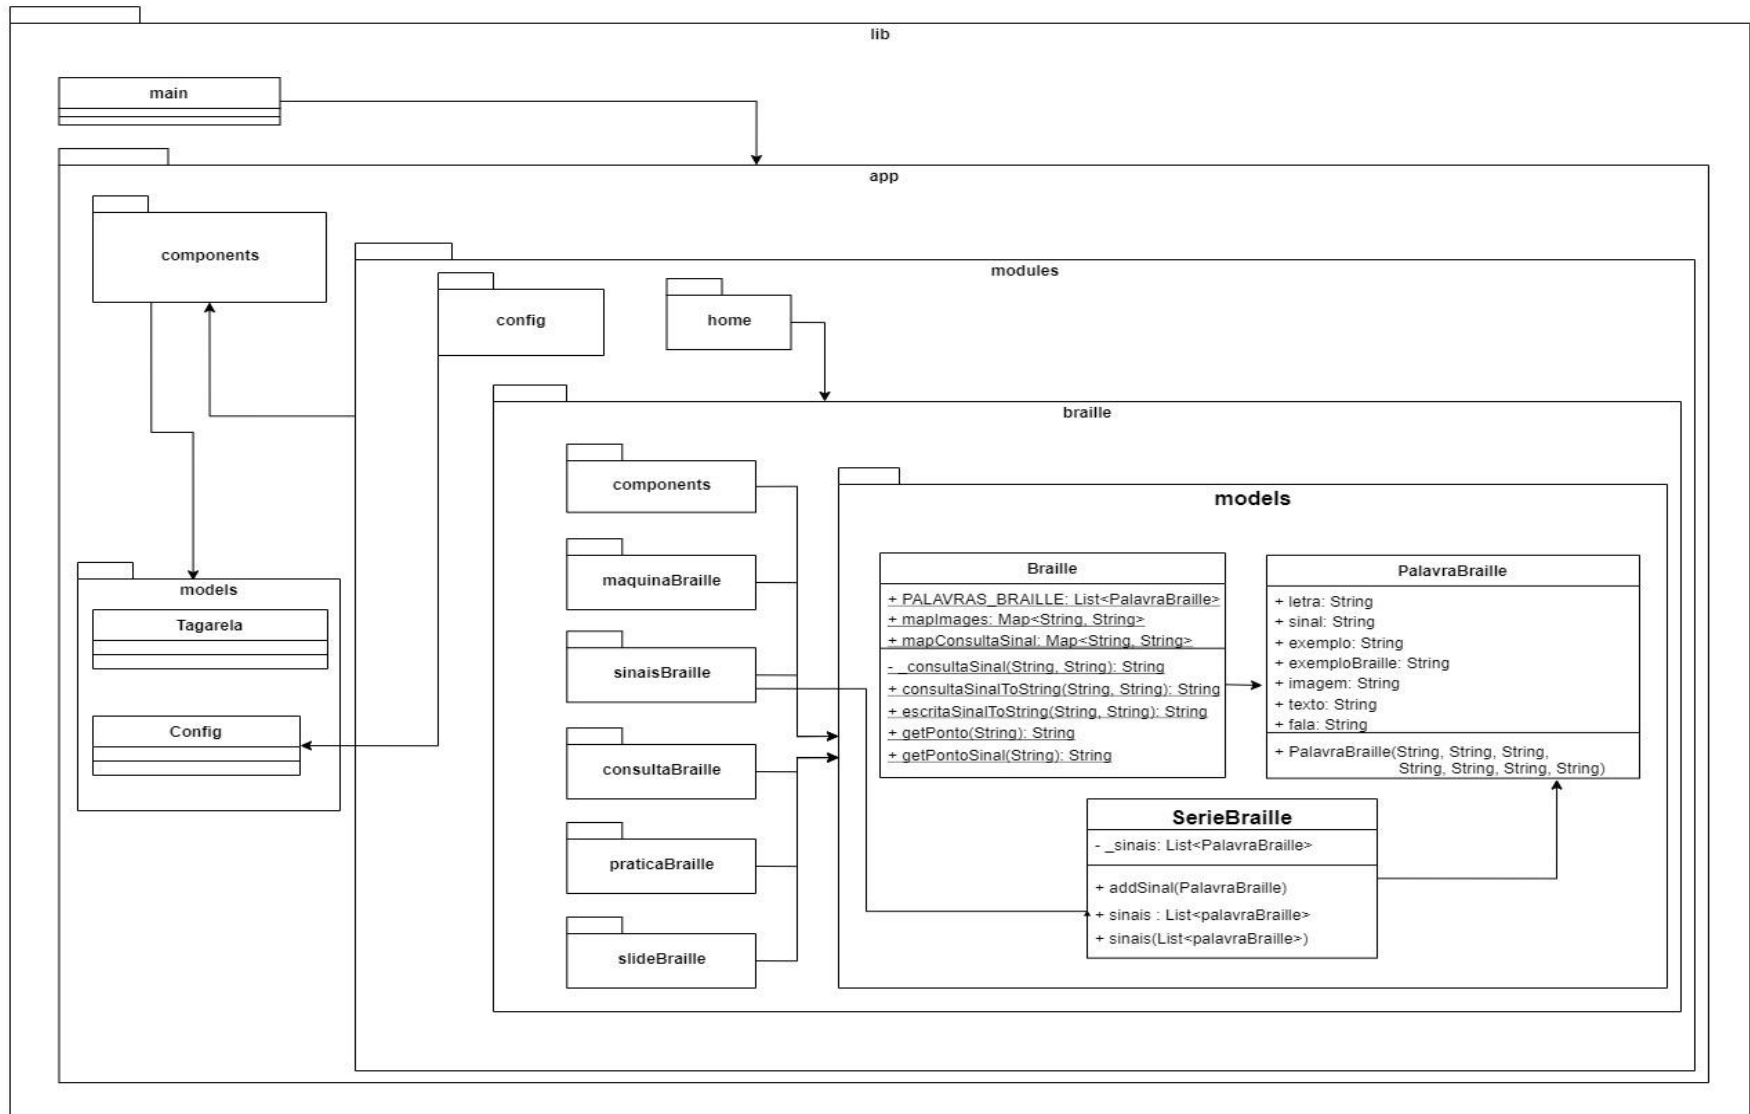 lib
main
app
components
modules
config
home
braille
components
models
maquinaBraille
Braille
+ PALAVRAS_BRAILLE: List<PalavraBraille>
+ mapImages: Map<String, String>
+ mapConsultaSinal: Map<String, String>
- _consultaSinal(String, String): String
+ consultaSinalToString(String, String): String
+ escritaSinalToString(String, String): String
+ getPonto(String): String
+ getPontoSinal(String): String
PalavraBraille
+ letra: String
+ sinal: String
+ exemplo: String
+ exemploBraille: String
+ imagem: String
+ texto: String
+ fala: String
+ PalavraBraille(String, String, String,
String, String, String, String)
models
Tagarela
Config
sinaisBraille
consultaBraille
praticaBraille
slideBraille
SerieBraille
- _sinais: List<PalavraBraille>
+ addSinal(PalavraBraille)
+ sinais : List<palavraBraille>
+ sinais(List<palavraBraille>)